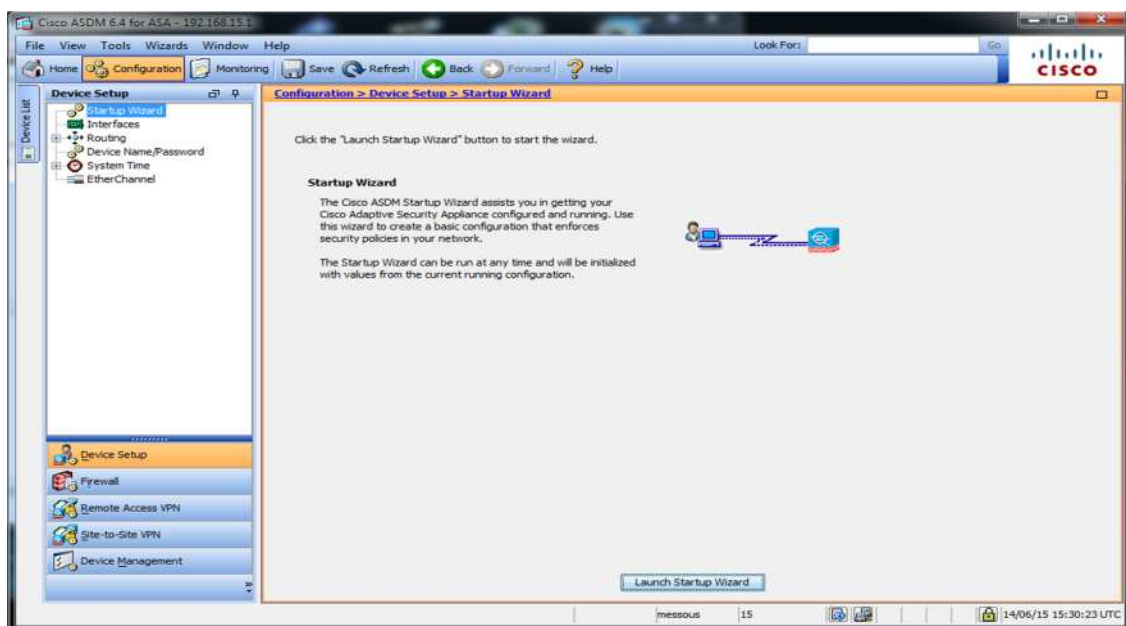 Cisco ASDM 6.4 for ASA - 192.168.15.1
File View Tools Wizards Window Help
Look For:
Go
Home Configuration Monitoring Save Refresh Back Forward Help
cisco
Device List
Device Setup
Startup Wizard
Interfaces
Routing
Device Name/Password
System Time
EtherChannel
Device Setup
Firewall
Remote Access VPN
Site-to-Site VPN
Device Management
Configuration > Device Setup > Startup Wizard
Click the "Launch Startup Wizard" button to start the wizard.
Startup Wizard
The Cisco ASDM Startup Wizard assists you in getting your
Cisco Adaptive Security Appliance configured and running. Use
this wizard to create a basic configuration that enforces
security policies in your network.
The Startup Wizard can be run at any time and will be initialized
with values from the current running configuration.
Launch Startup Wizard
messous 15 14/06/15 15:30:23 UTC